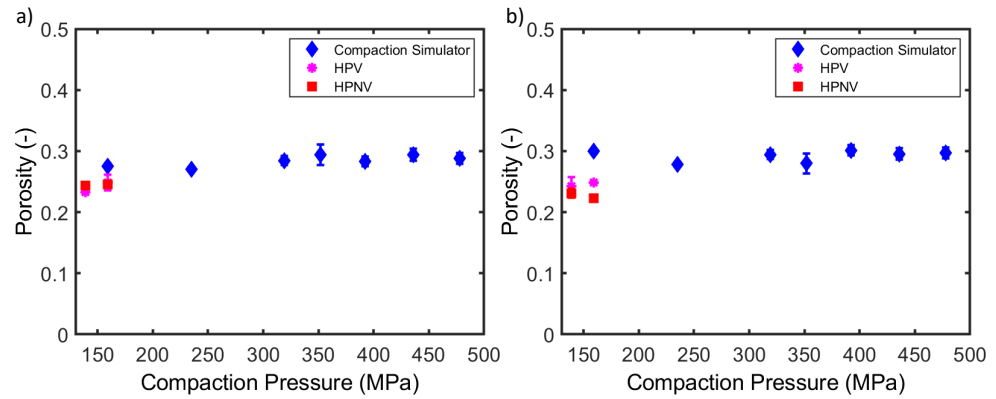 a)
0.5
0.4
0.3
0.2
0.1
0
Porosity (-)
Compaction Simulator
HPV
HPNV
150 200 250 300 350 400 450 500
Compaction Pressure (MPa)
b)
0.5
0.4
0.3
0.2
0.1
0
Porosity (-)
Compaction Simulator
HPV
HPNV
150 200 250 300 350 400 450 500
Compaction Pressure (MPa)